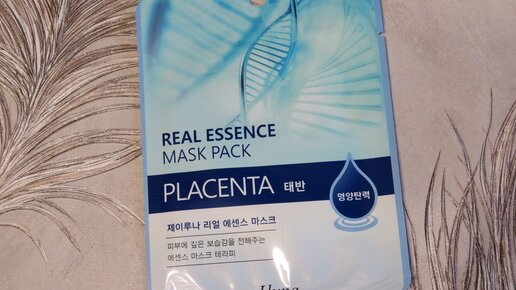 REAL ESSENCE
MASK PACK
PLACENTA 태반
영양탄력
제이루나 리얼 에센스 마스크
피부에 깊은 보습감을 전해주는
에센스 마스크 테라피